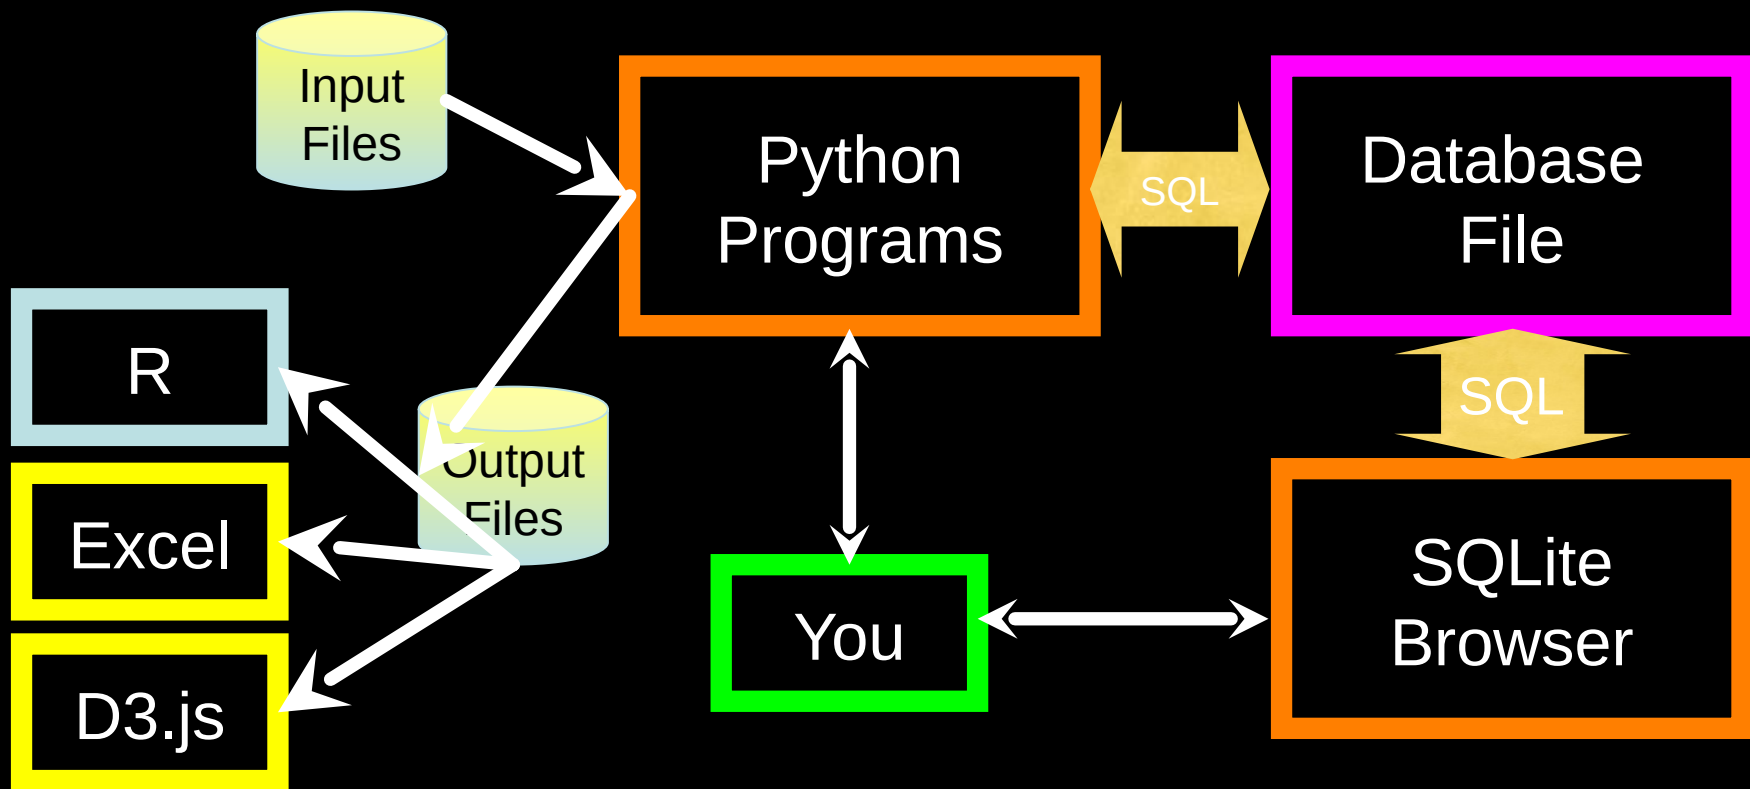 Input
Files
Python
Programs
SQL
Database
File
R
SQL
Output
Files
Excel
SQLite
Browser
You
D3.js